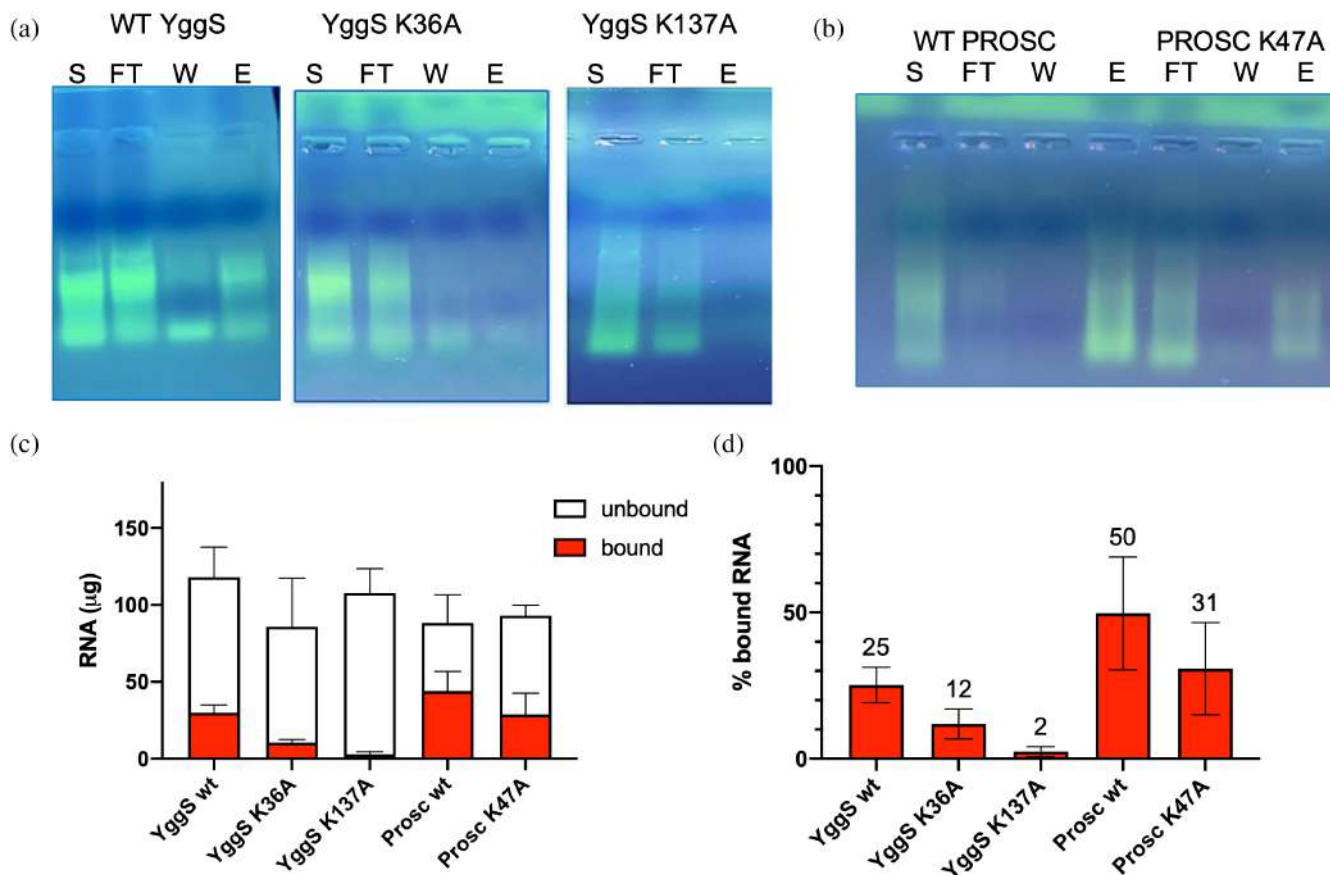 (a)
WT YggS YggS K36A YggS K137A
S FT W E S FT W E S FT E
(b)
WT PROSC PROSC K47A
S FT W E FT W E
(c)
RNA (μg)
150
100
50
0
unbound
bound
YggS wt
YggS K36A
YggS K137A
Prosc wt
Prosc K47A
(d)
% bound RNA
100
50
0
25
12
2
50
31
YggS wt
YggS K36A
YggS K137A
Prosc wt
Prosc K47A